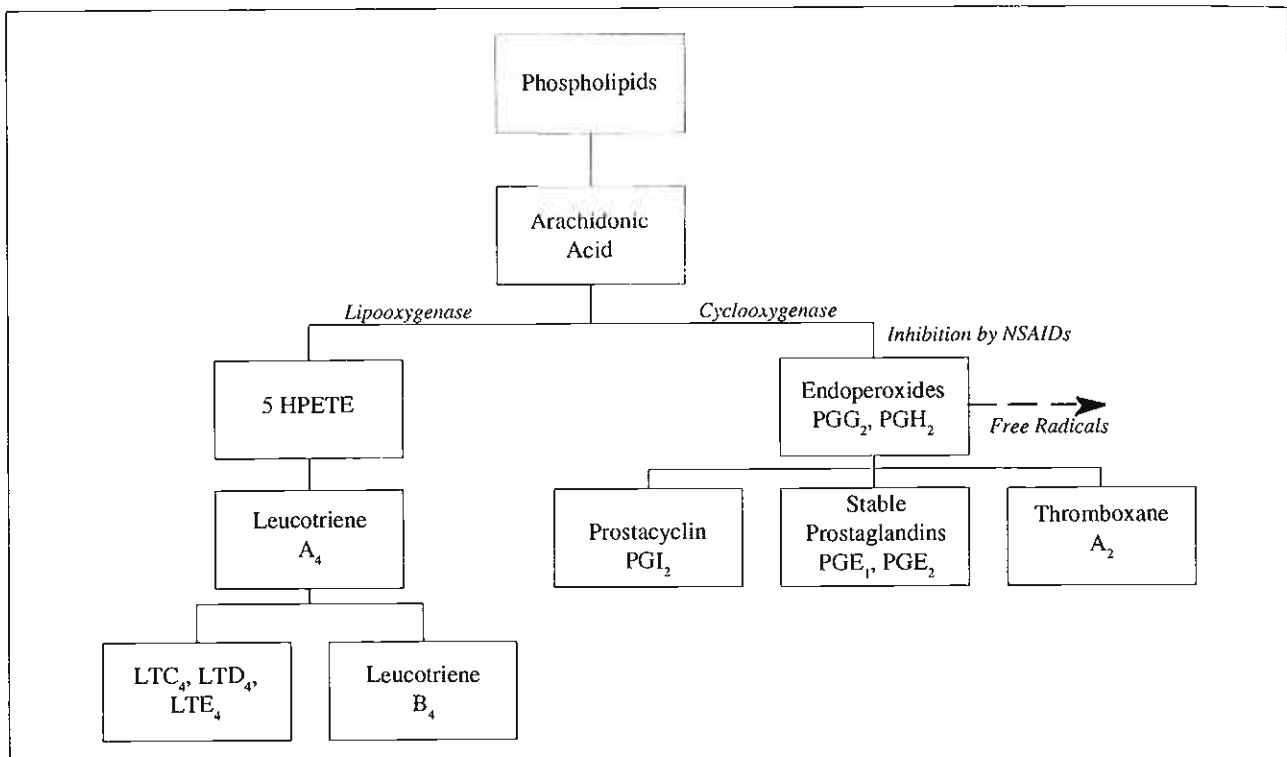 Phospholipids
Arachidonic
Acid
Lipooxygenase
Cyclooxygenase
Inhibition by NSAIDs
5 HPETE
Endoperoxides
PGG₂, PGH₂
Free Radicals
Leucotriene
A₄
Prostacyclin
PGI₂
Stable
Prostaglandins
PGE₁, PGE₂
Thromboxane
A₂
LTC₄, LTD₄,
LTE₄
Leucotriene
B₄